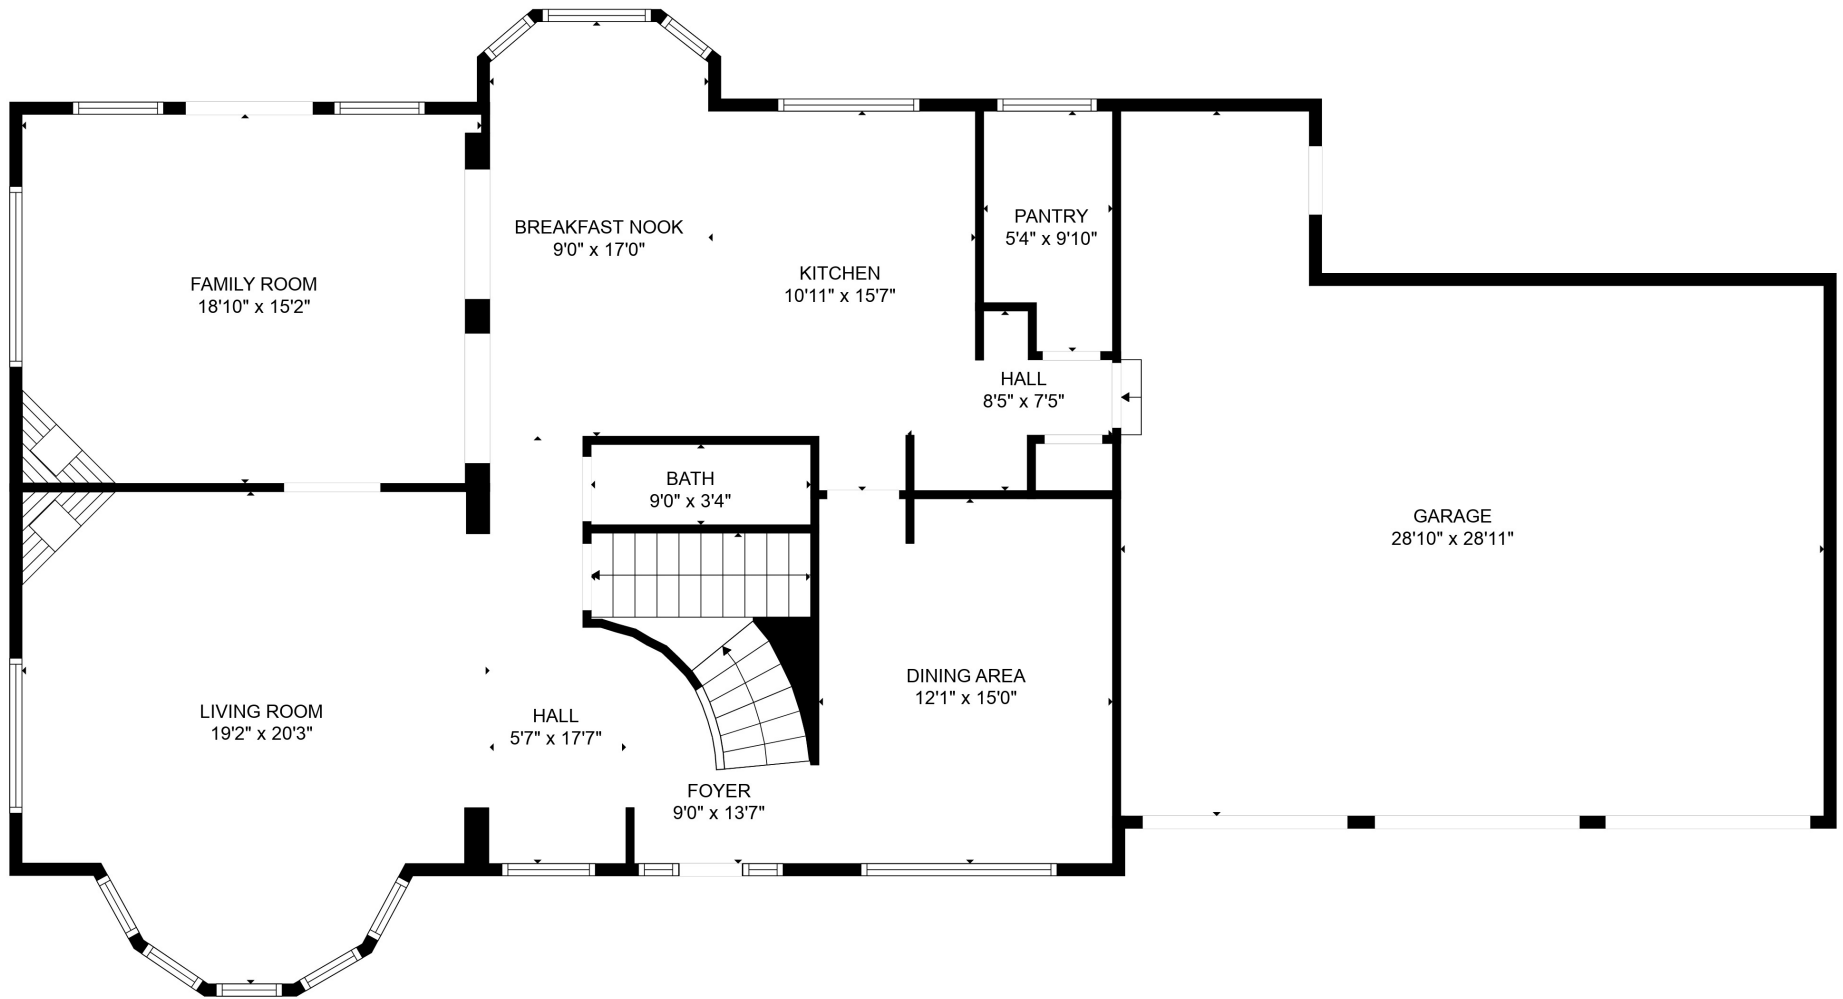 BREAKFAST NOOK
9'0" x 17'0"
PANTRY
5'4" x 9'10"
FAMILY ROOM
18'10" x 15'2"
KITCHEN
10'11" x 15'7"
HALL
8'5" x 7'5"
BATH
9'0" x 3'4"
GARAGE
28'10" x 28'11"
DINING AREA
12'1" x 15'0"
LIVING ROOM
19'2" x 20'3"
HALL
5'7" x 17'7"
FOYER
9'0" x 13'7"